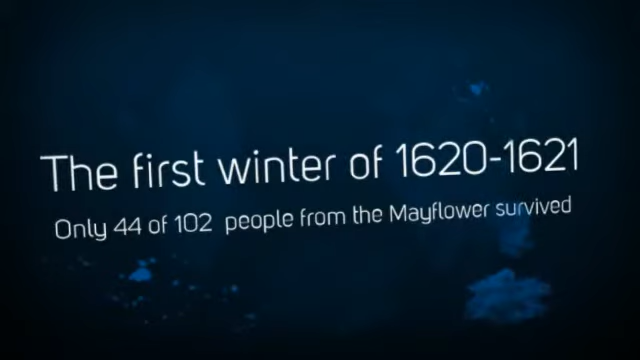 The first winter of 1620-1621
Only 44 of 102 people from the Mayflower survived